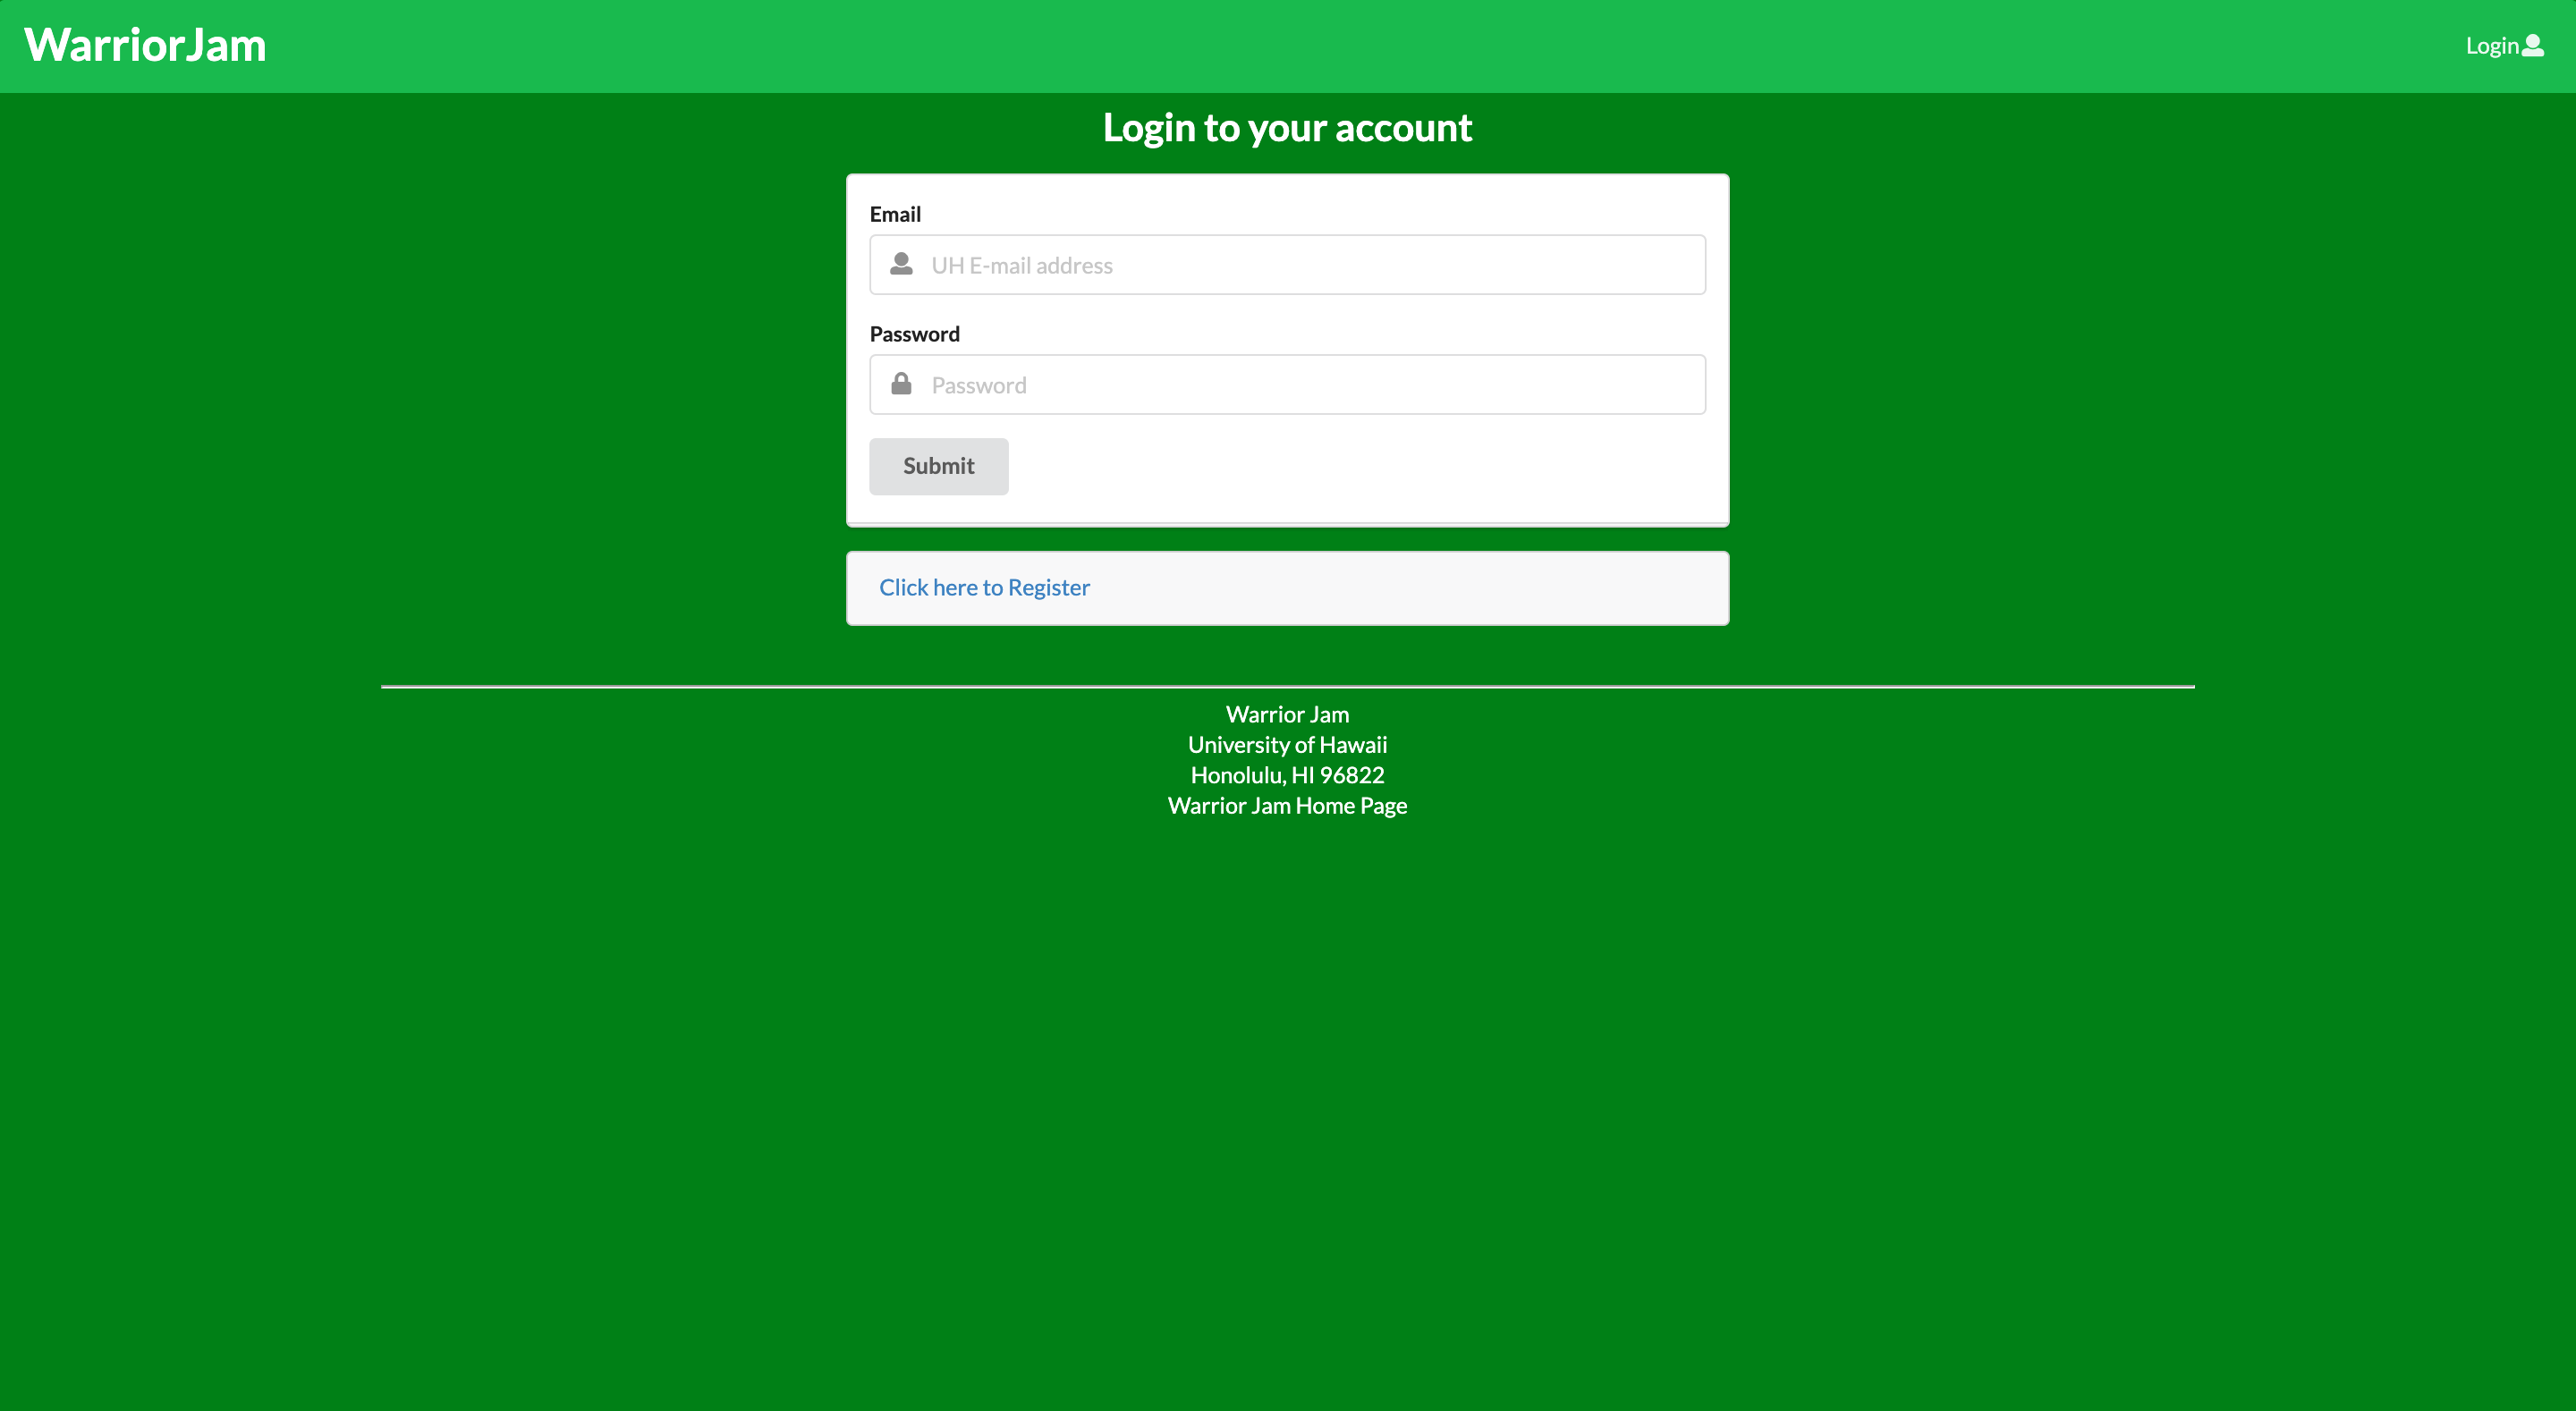 WarriorJam
Login
Login to your account
Email
UH E-mail address
Password
Password
Submit
Click here to Register
Warrior Jam
University of Hawaii
Honolulu, HI 96822
Warrior Jam Home Page